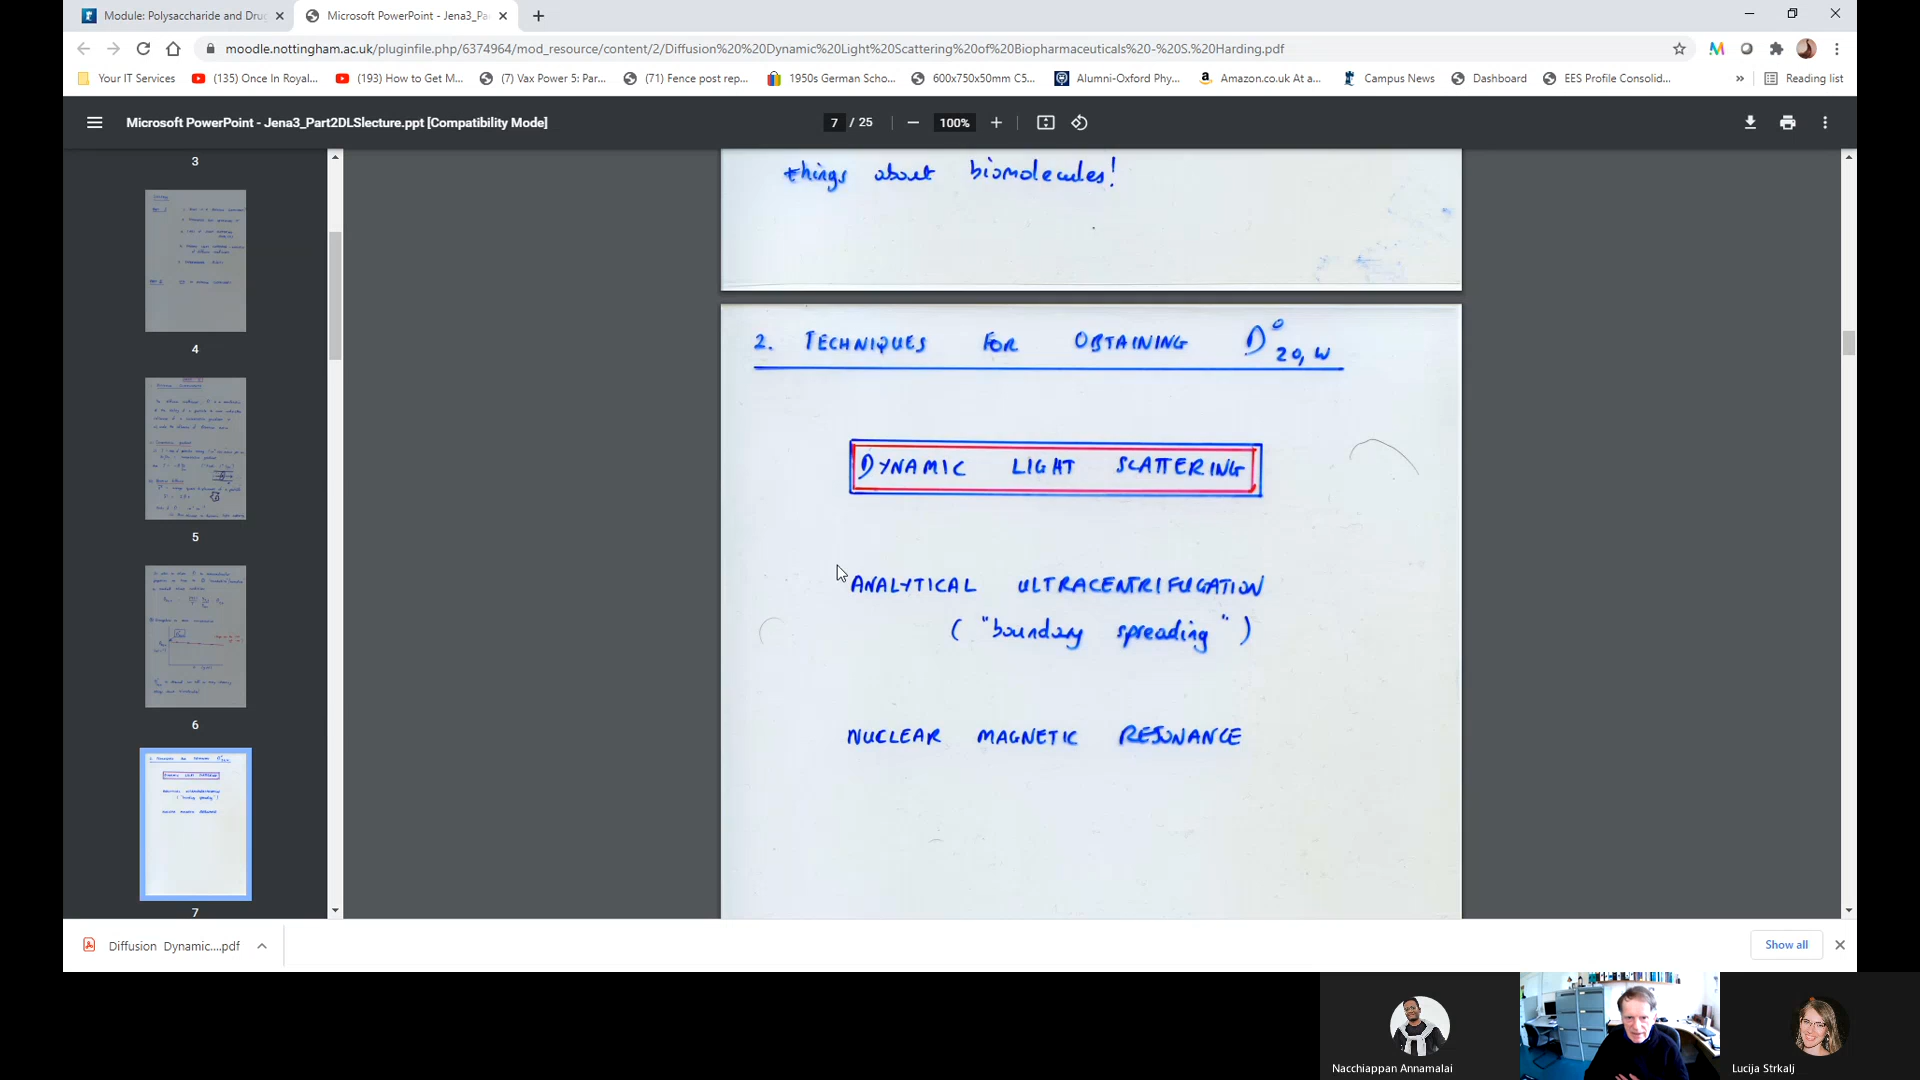 Module: Polysaccharide and Dru
Microsoft PowerPoint - Jena3_Pa
moodle.nottingham.ac.uk/pluginfile.php/6374964/mod_resource/content/2/Diffusion%20%20Dynamic%20Light%20Scattering%20of%20Biopharmaceuticals%20-%20S.%20Harding.pdf
Your IT Services
(135) Once In Royal...
(193) How to Get M...
(7) Vax Power 5: Par...
(71) Fence post rep...
1950s German Scho...
600x750x50mm C5...
Alumni-Oxford Phy...
Amazon.co.uk At a...
Campus News
Dashboard
EES Profile Consolid...
»
Reading list
Microsoft PowerPoint - Jena3_Part2DLSlecture.ppt [Compatibility Mode]
7 / 25
100%
3
4
5
6
7
things about biomolecules!
2. TECHNIQUES FOR OBTAINING D°20,W
DYNAMIC LIGHT SCATTERING
ANALYTICAL ULTRACENTRIFUGATION
("boundary spreading")
NUCLEAR MAGNETIC RESONANCE
Diffusion Dynamic....pdf
Show all
Nacchiappan Annamalai
Lucija Strkalj